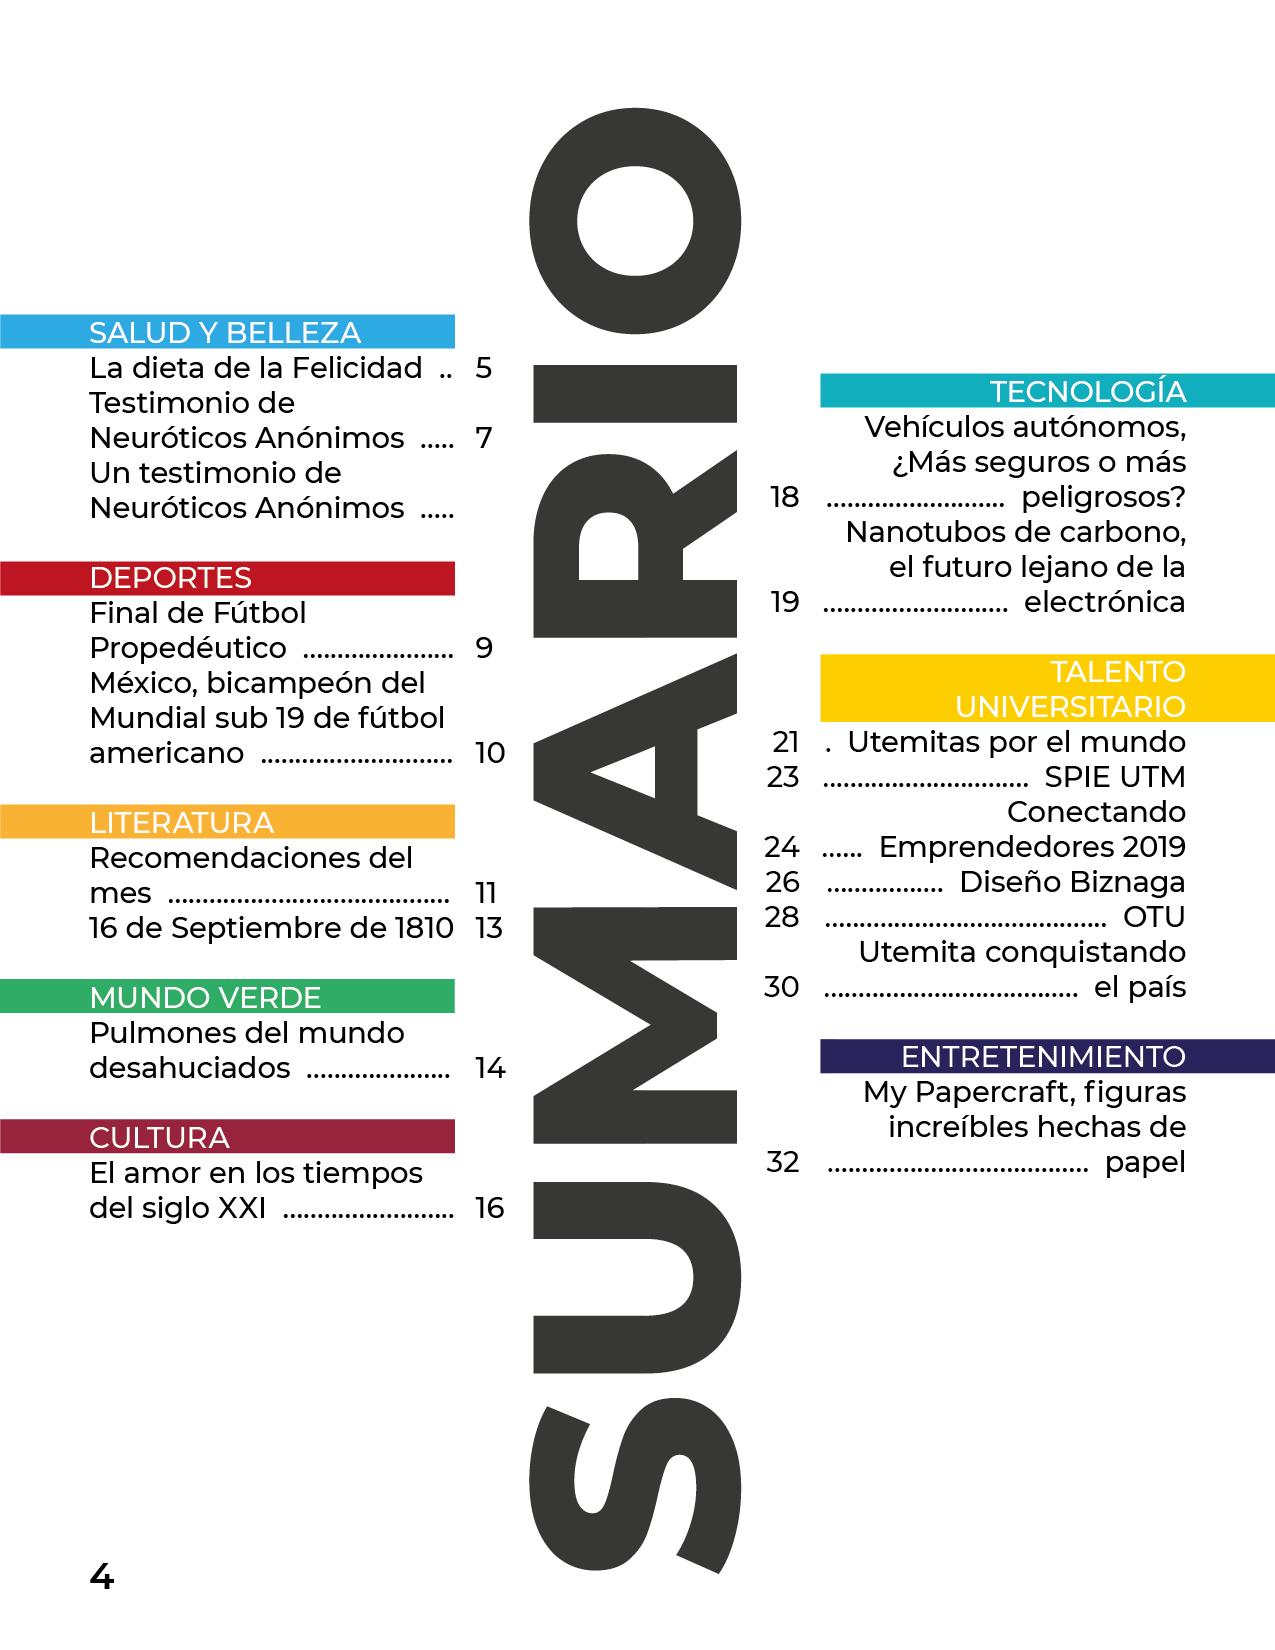 SUMARIO
SALUD Y BELLEZA
La dieta de la Felicidad .. 5
Testimonio de
Neuróticos Anónimos ..... 7
Un testimonio de
Neuróticos Anónimos .....
DEPORTES
Final de Fútbol
Propedéutico ...................... 9
México, bicampeón del
Mundial sub 19 de fútbol
americano ............................ 10
LITERATURA
Recomendaciones del
mes ......................................... 11
16 de Septiembre de 1810 13
MUNDO VERDE
Pulmones del mundo
desahuciados ..................... 14
CULTURA
El amor en los tiempos
del siglo XXI ......................... 16
TECNOLOGÍA
Vehículos autónomos,
¿Más seguros o más
18 .......................... peligrosos?
Nanotubos de carbono,
el futuro lejano de la
19 ........................... electrónica
TALENTO
UNIVERSITARIO
21 . Utemitas por el mundo
23 .............................. SPIE UTM
Conectando
24 ...... Emprendedores 2019
26 ................. Diseño Biznaga
28 ......................................... OTU
Utemita conquistando
30 ..................................... el país
ENTRETENIMIENTO
My Papercraft, figuras
increíbles hechas de
32 ...................................... papel
4